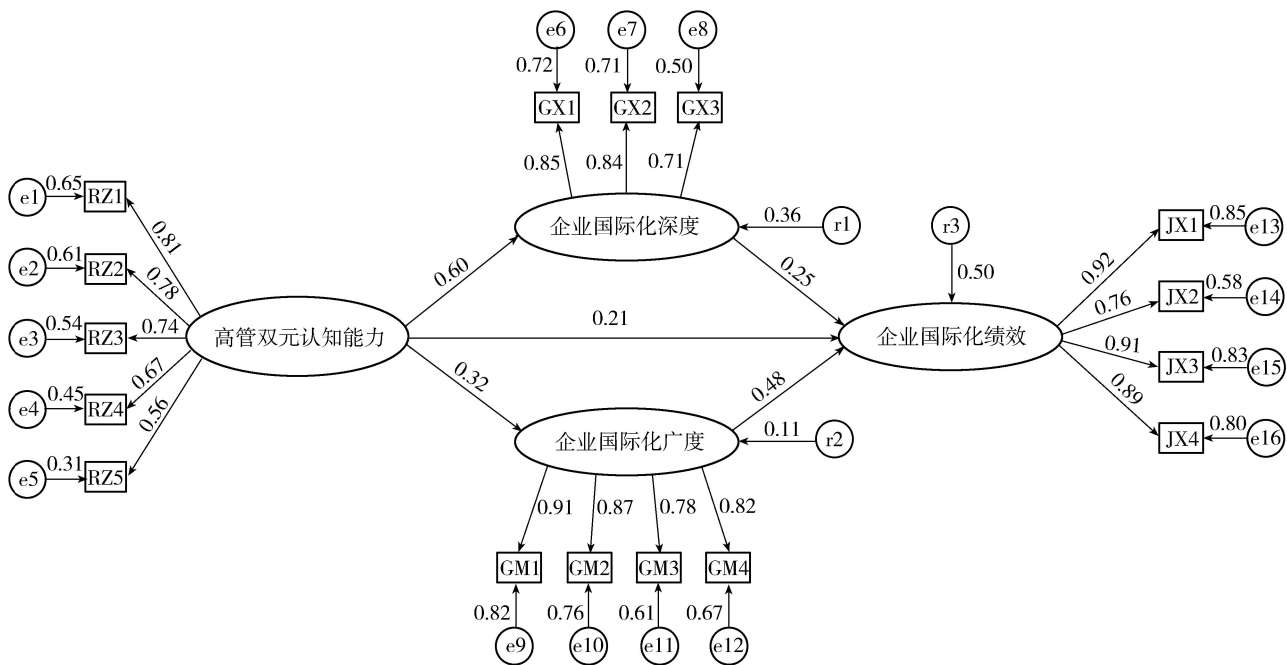 e6
e7
e8
0.72
0.71
0.50
GX1
GX2
GX3
0.85
0.84
0.71
e1
0.65
RZ1
e2
0.61
RZ2
e3
0.54
RZ3
e4
0.45
RZ4
e5
0.31
RZ5
0.81
0.78
0.74
0.67
0.56
高管双元认知能力
0.60
0.21
0.32
企业国际化深度
0.36
r1
0.25
企业国际化广度
0.11
r2
0.48
r3
0.50
企业国际化绩效
0.92
0.76
0.91
0.89
JX1
0.85
e13
JX2
0.58
e14
JX3
0.83
e15
JX4
0.80
e16
0.91
0.87
0.78
0.82
GM1
GM2
GM3
GM4
0.82
0.76
0.61
0.67
e9
e10
e11
e12